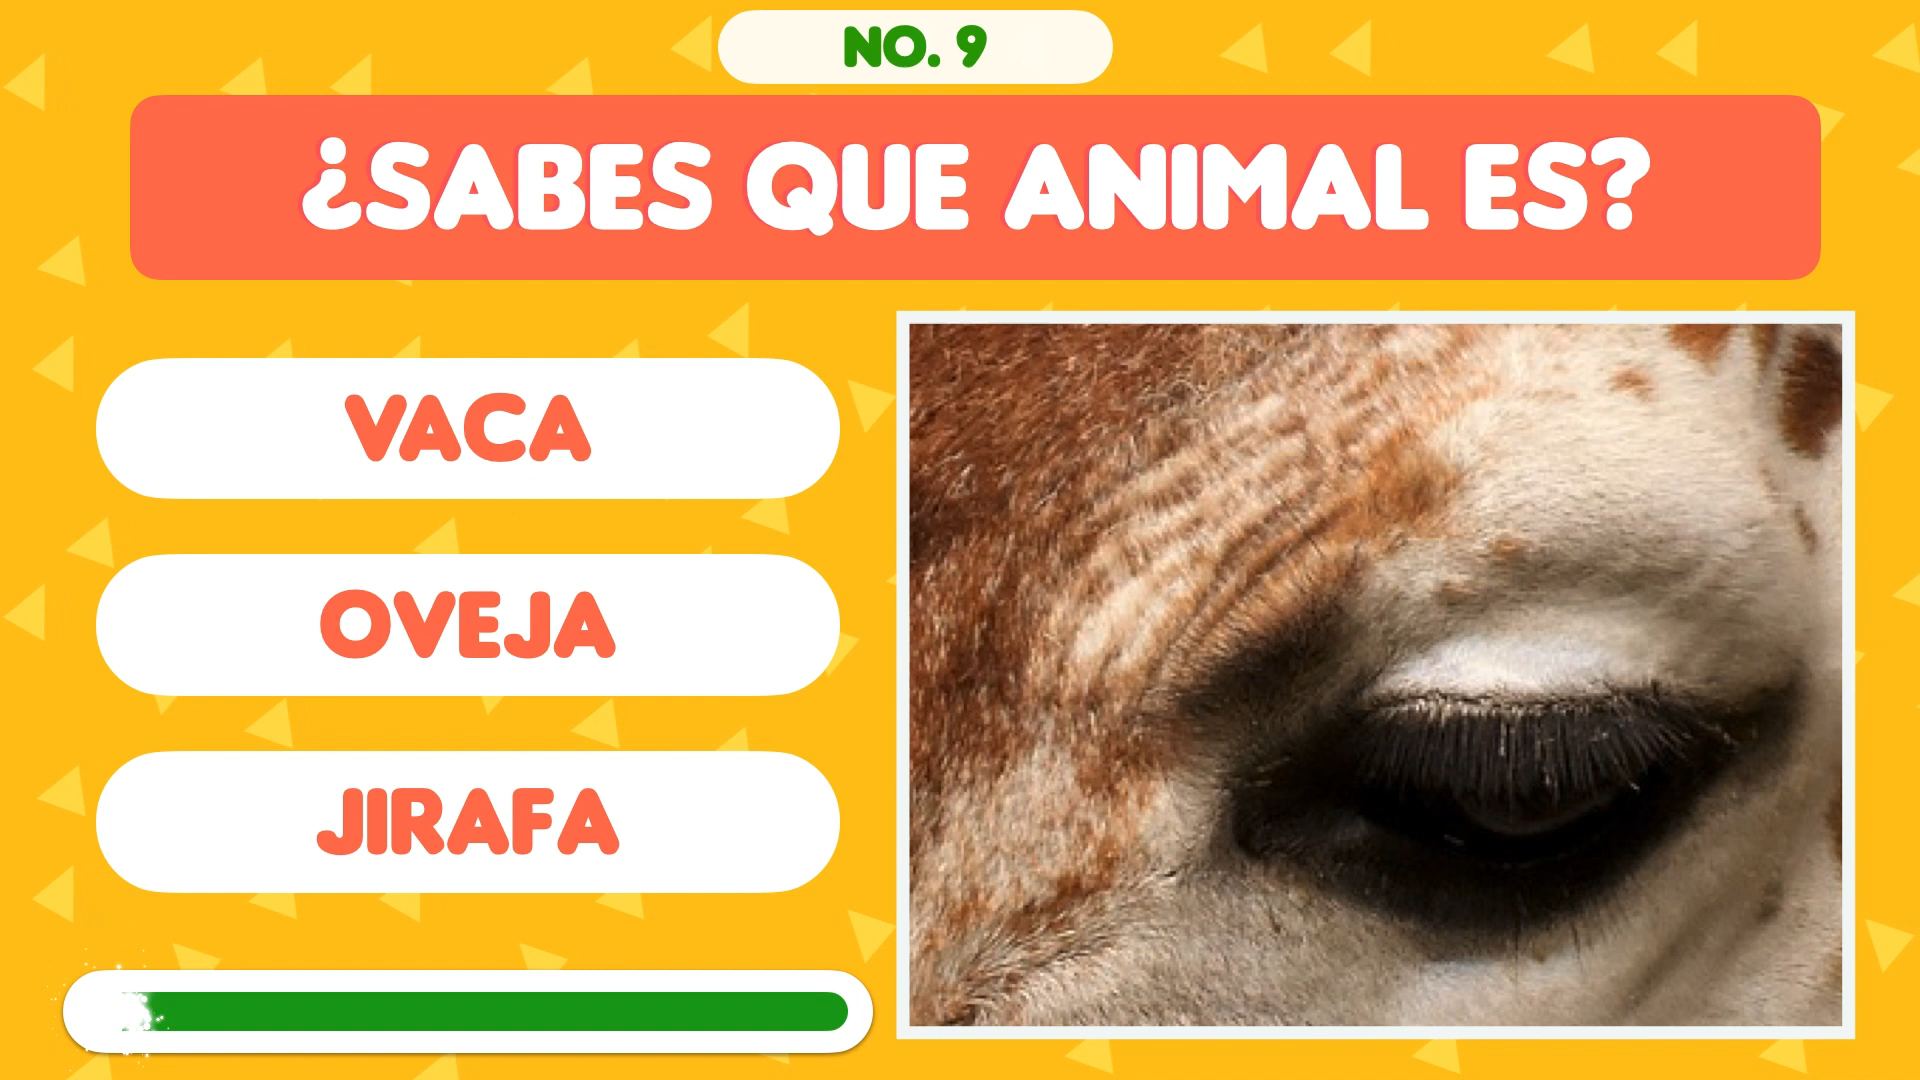 NO. 9
¿SABES QUE ANIMAL ES?
VACA
OVEJA
JIRAFA